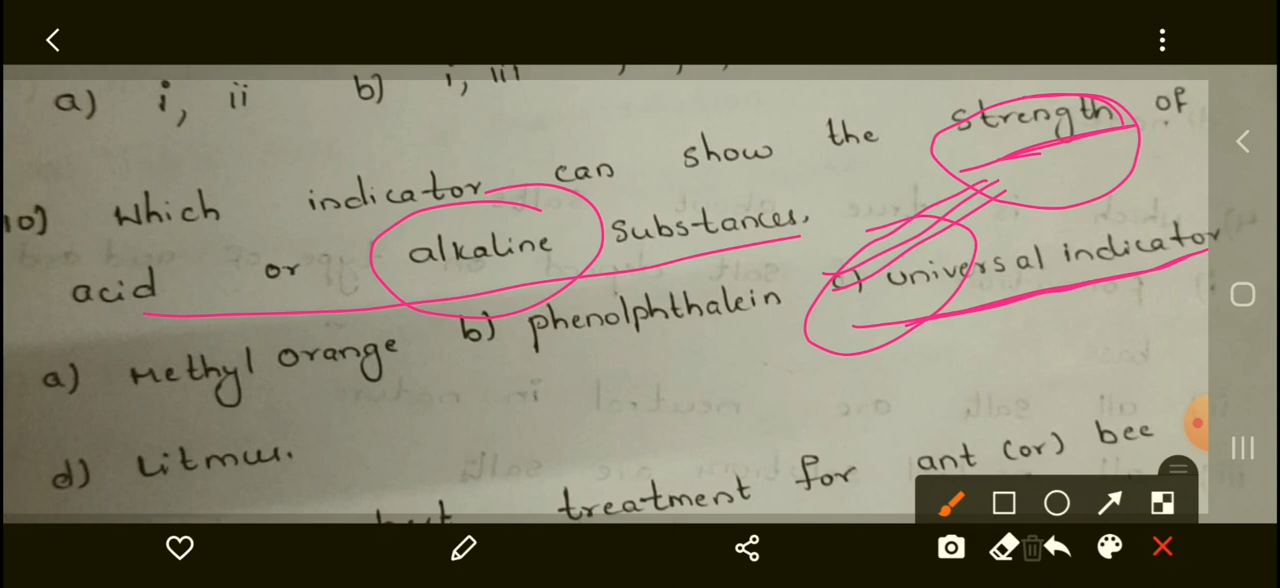 a) i, ii b) i, iii
10) Which indicator can show the strength of
acid or alkaline substances.
a) Methyl orange b) phenolphthalein c) universal indicator
d) Litmus.
treatment for ant (or) bee